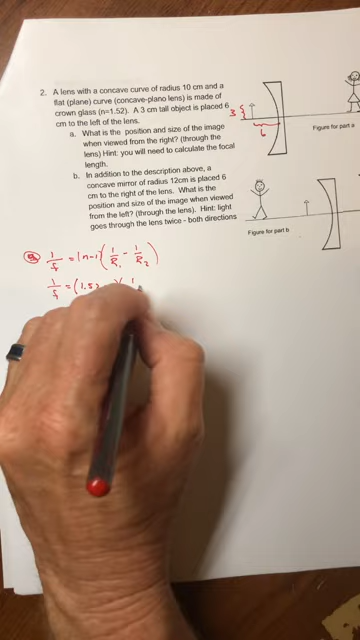 2. A lens with a concave curve of radius 10 cm and a
flat (plane) curve (concave-plano lens) is made of
crown glass (n=1.52). A 3 cm tall object is placed 6
cm to the left of the lens.
a. What is the position and size of the image
when viewed from the right? (through the
lens) Hint: you will need to calculate the focal
length.
b. In addition to the description above, a
concave mirror of radius 12cm is placed 6
cm to the right of the lens. What is the
position and size of the image when viewed
from the left? (through the lens). Hint: light
goes through the lens twice - both directions
3
6
Figure for part a
Figure for part b
1/f = (n-1)(1/R₁ - 1/R₂)
1/f = (1.52